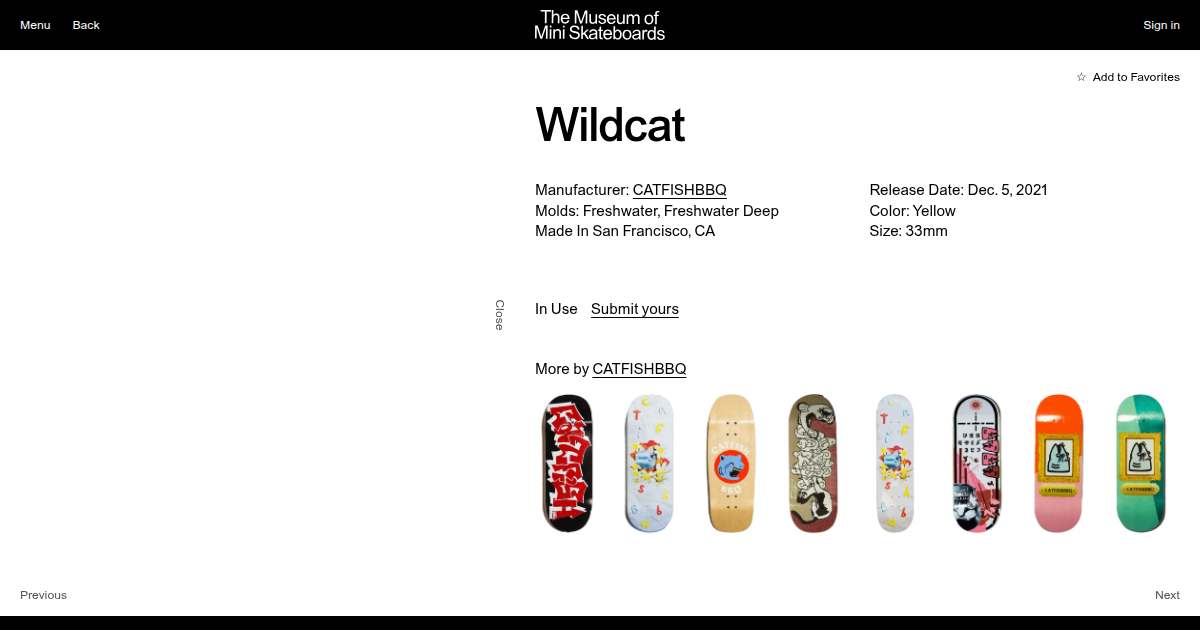 Menu
Back
The Museum of
Mini Skateboards
Sign in
☆ Add to Favorites
Wildcat
Manufacturer: CATFISHBBQ
Molds: Freshwater, Freshwater Deep
Made In San Francisco, CA
Release Date: Dec. 5, 2021
Color: Yellow
Size: 33mm
Close
In Use Submit yours
More by CATFISHBBQ
Previous
Next